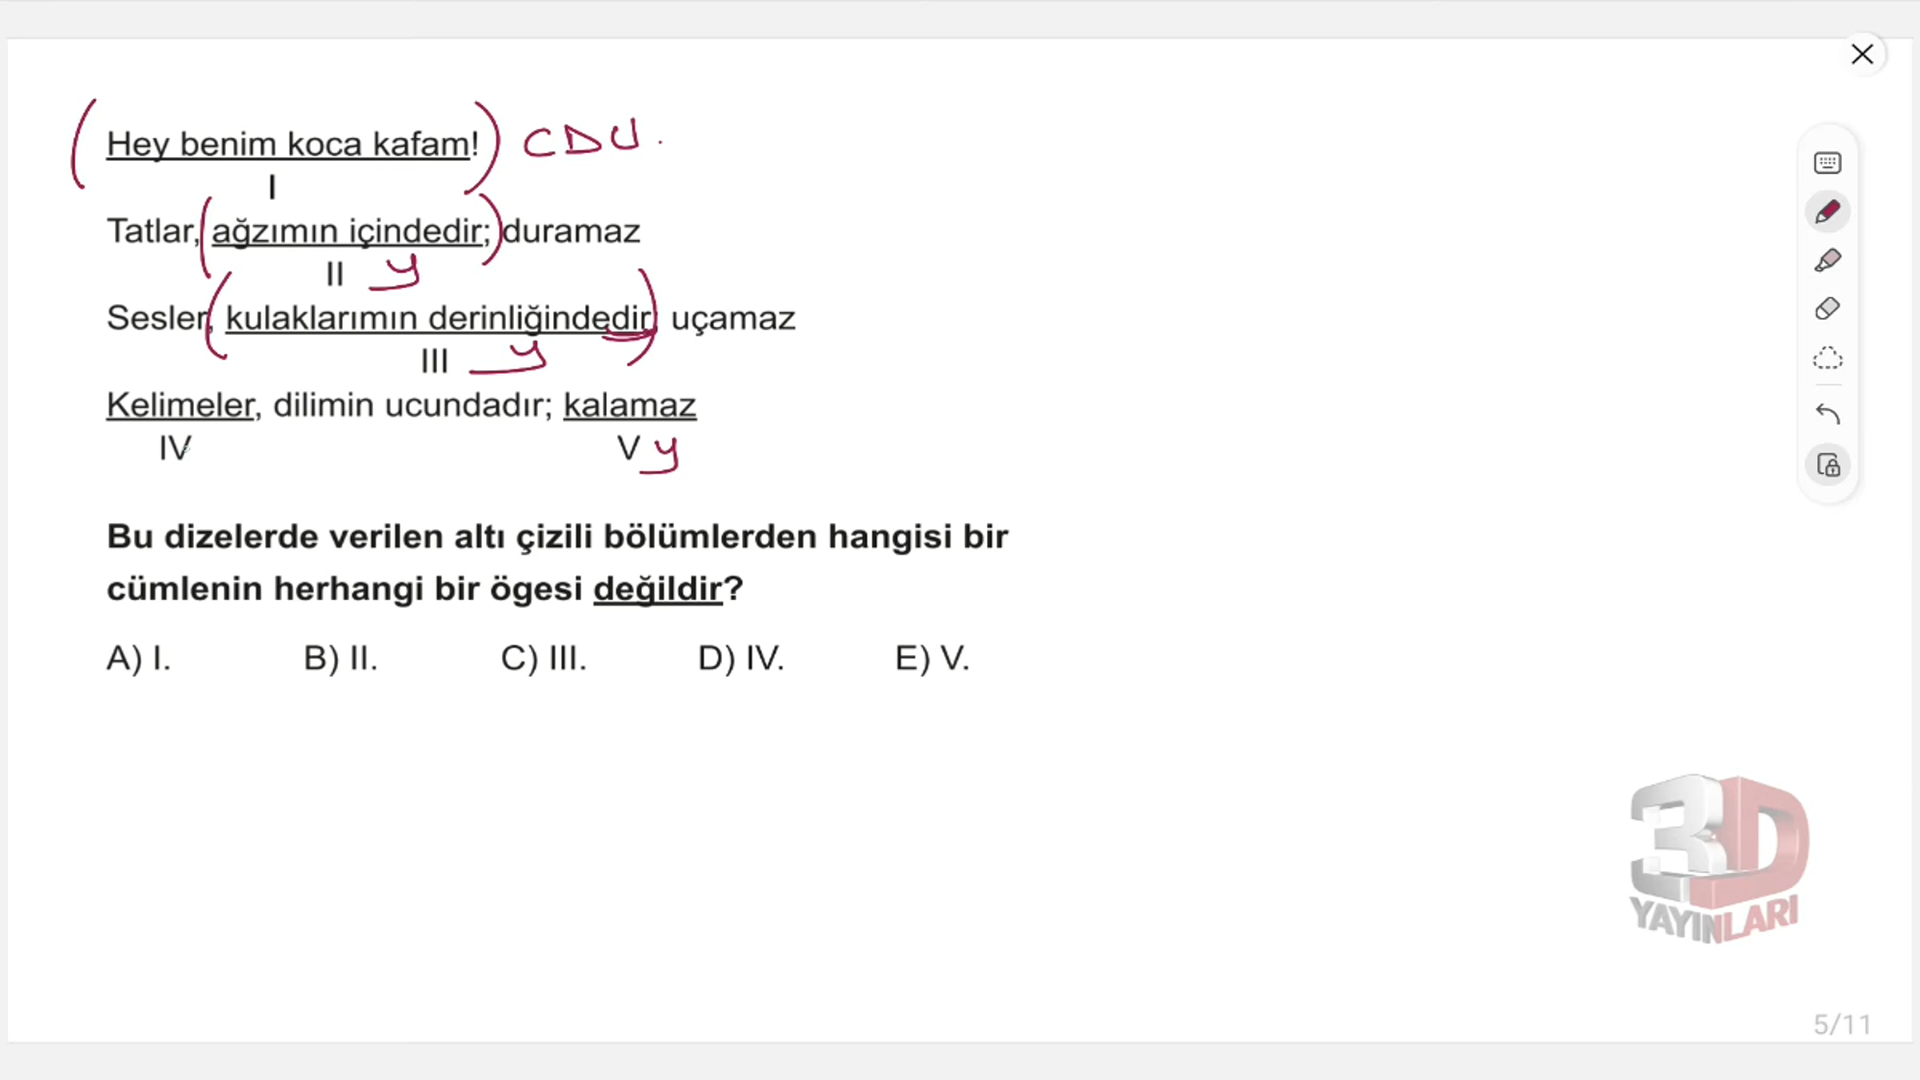 Hey benim koca kafam! CDU.
I
Tatlar, ağzımın içindedir; duramaz
II y
Sesler, kulaklarımın derinliğindedir; uçamaz
III y
Kelimeler, dilimin ucundadır; kalamaz
IV V y
Bu dizelerde verilen altı çizili bölümlerden hangisi bir
cümlenin herhangi bir ögesi değildir?
A) I. B) II. C) III. D) IV. E) V.
3D
YAYINLARI
5/11